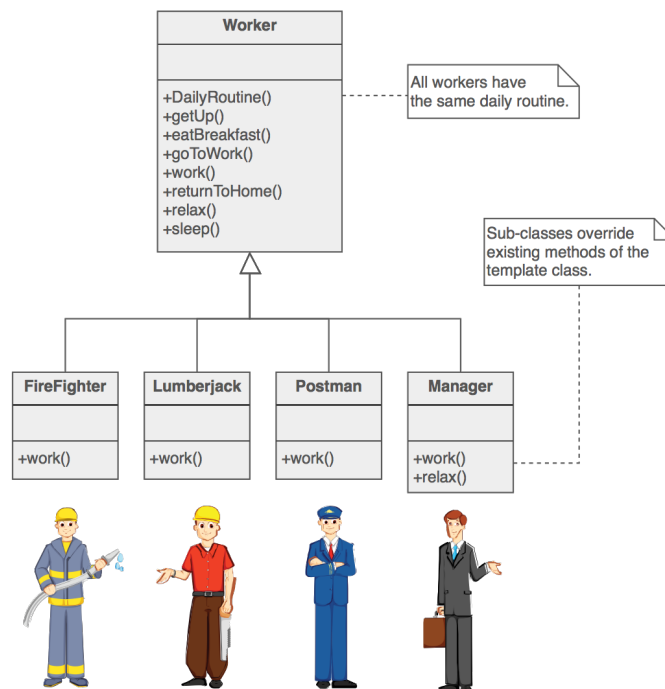 Worker
+DailyRoutine()
+getUp()
+eatBreakfast()
+goToWork()
+work()
+returnToHome()
+relax()
+sleep()
All workers have
the same daily routine.
Sub-classes override
existing methods of the
template class.
FireFighter
+work()
Lumberjack
+work()
Postman
+work()
Manager
+work()
+relax()